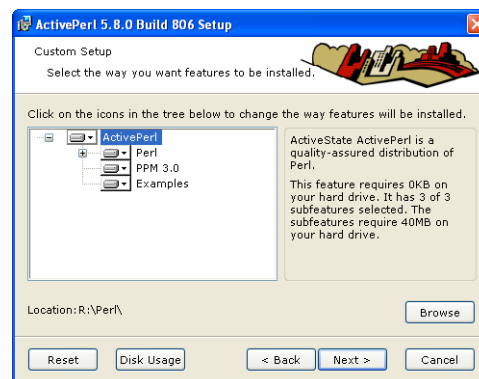 ActivePerl 5.8.0 Build 806 Setup
Custom Setup
Select the way you want features to be installed.
Click on the icons in the tree below to change the way features will be installed.
ActivePerl
Perl
PPM 3.0
Examples
ActiveState ActivePerl is a
quality-assured distribution of
Perl.
This feature requires 0KB on
your hard drive. It has 3 of 3
subfeatures selected. The
subfeatures require 40MB on
your hard drive.
Location:R:\Perl\
Browse
Reset
Disk Usage
< Back
Next >
Cancel